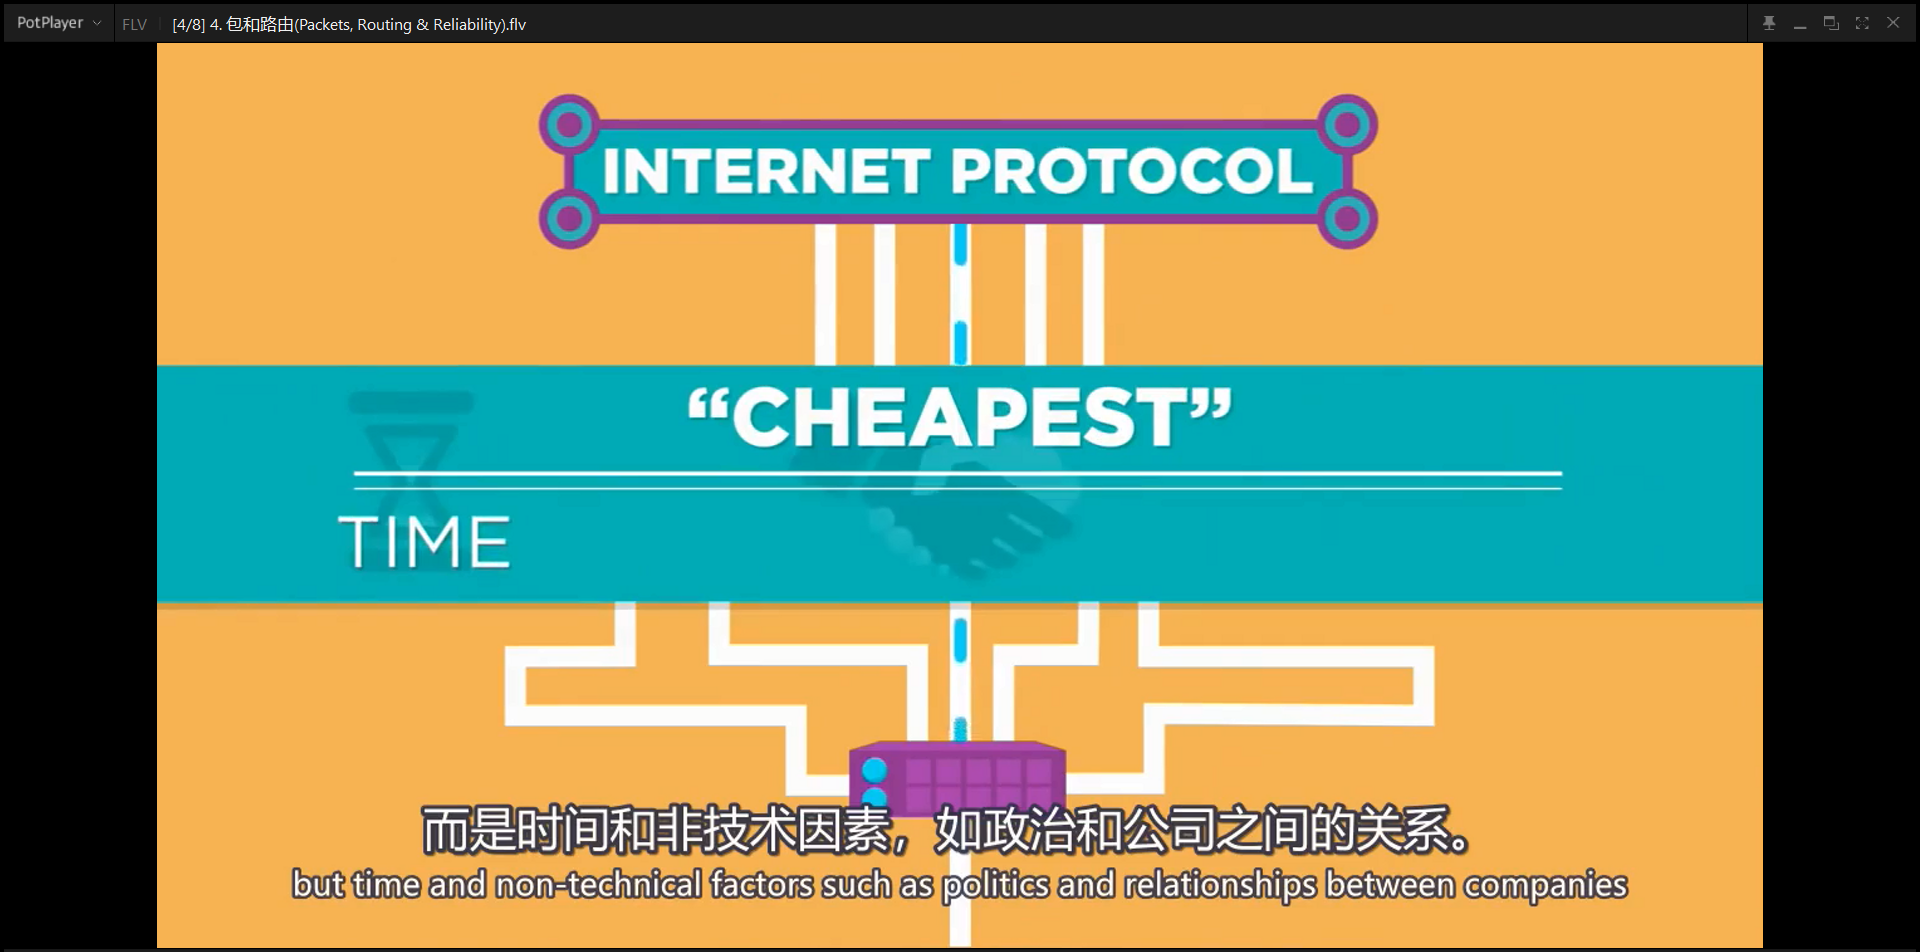 PotPlayer
FLV
[4/8] 4. 包和路由(Packets, Routing & Reliability).flv
INTERNET PROTOCOL
“CHEAPEST”
TIME
而是时间和非技术因素，如政治和公司之间的关系。
but time and non-technical factors such as politics and relationships between companies